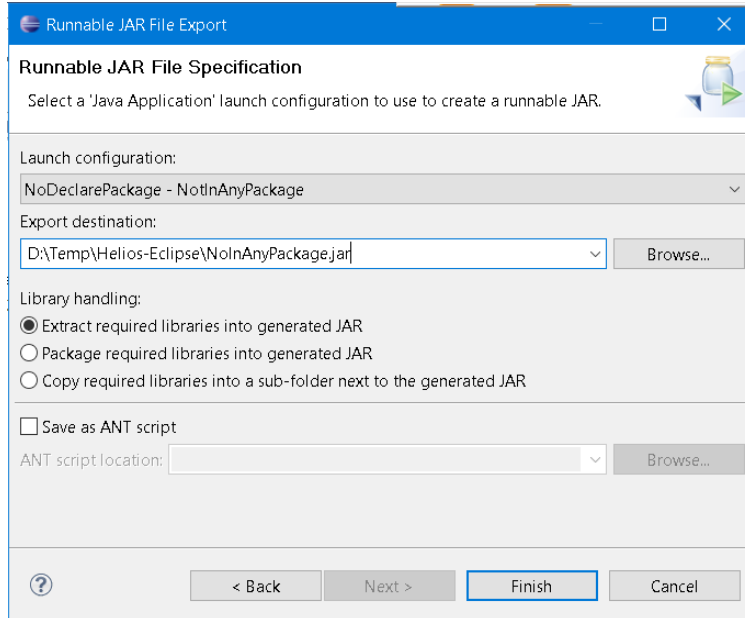 Runnable JAR File Export
Runnable JAR File Specification
Select a 'Java Application' launch configuration to use to create a runnable JAR.
Launch configuration:
NoDeclarePackage - NotInAnyPackage
Export destination:
D:\Temp\Helios-Eclipse\NoInAnyPackage.jar
Browse...
Library handling:
Extract required libraries into generated JAR
Package required libraries into generated JAR
Copy required libraries into a sub-folder next to the generated JAR
Save as ANT script
ANT script location:
Browse...
?
< Back
Next >
Finish
Cancel